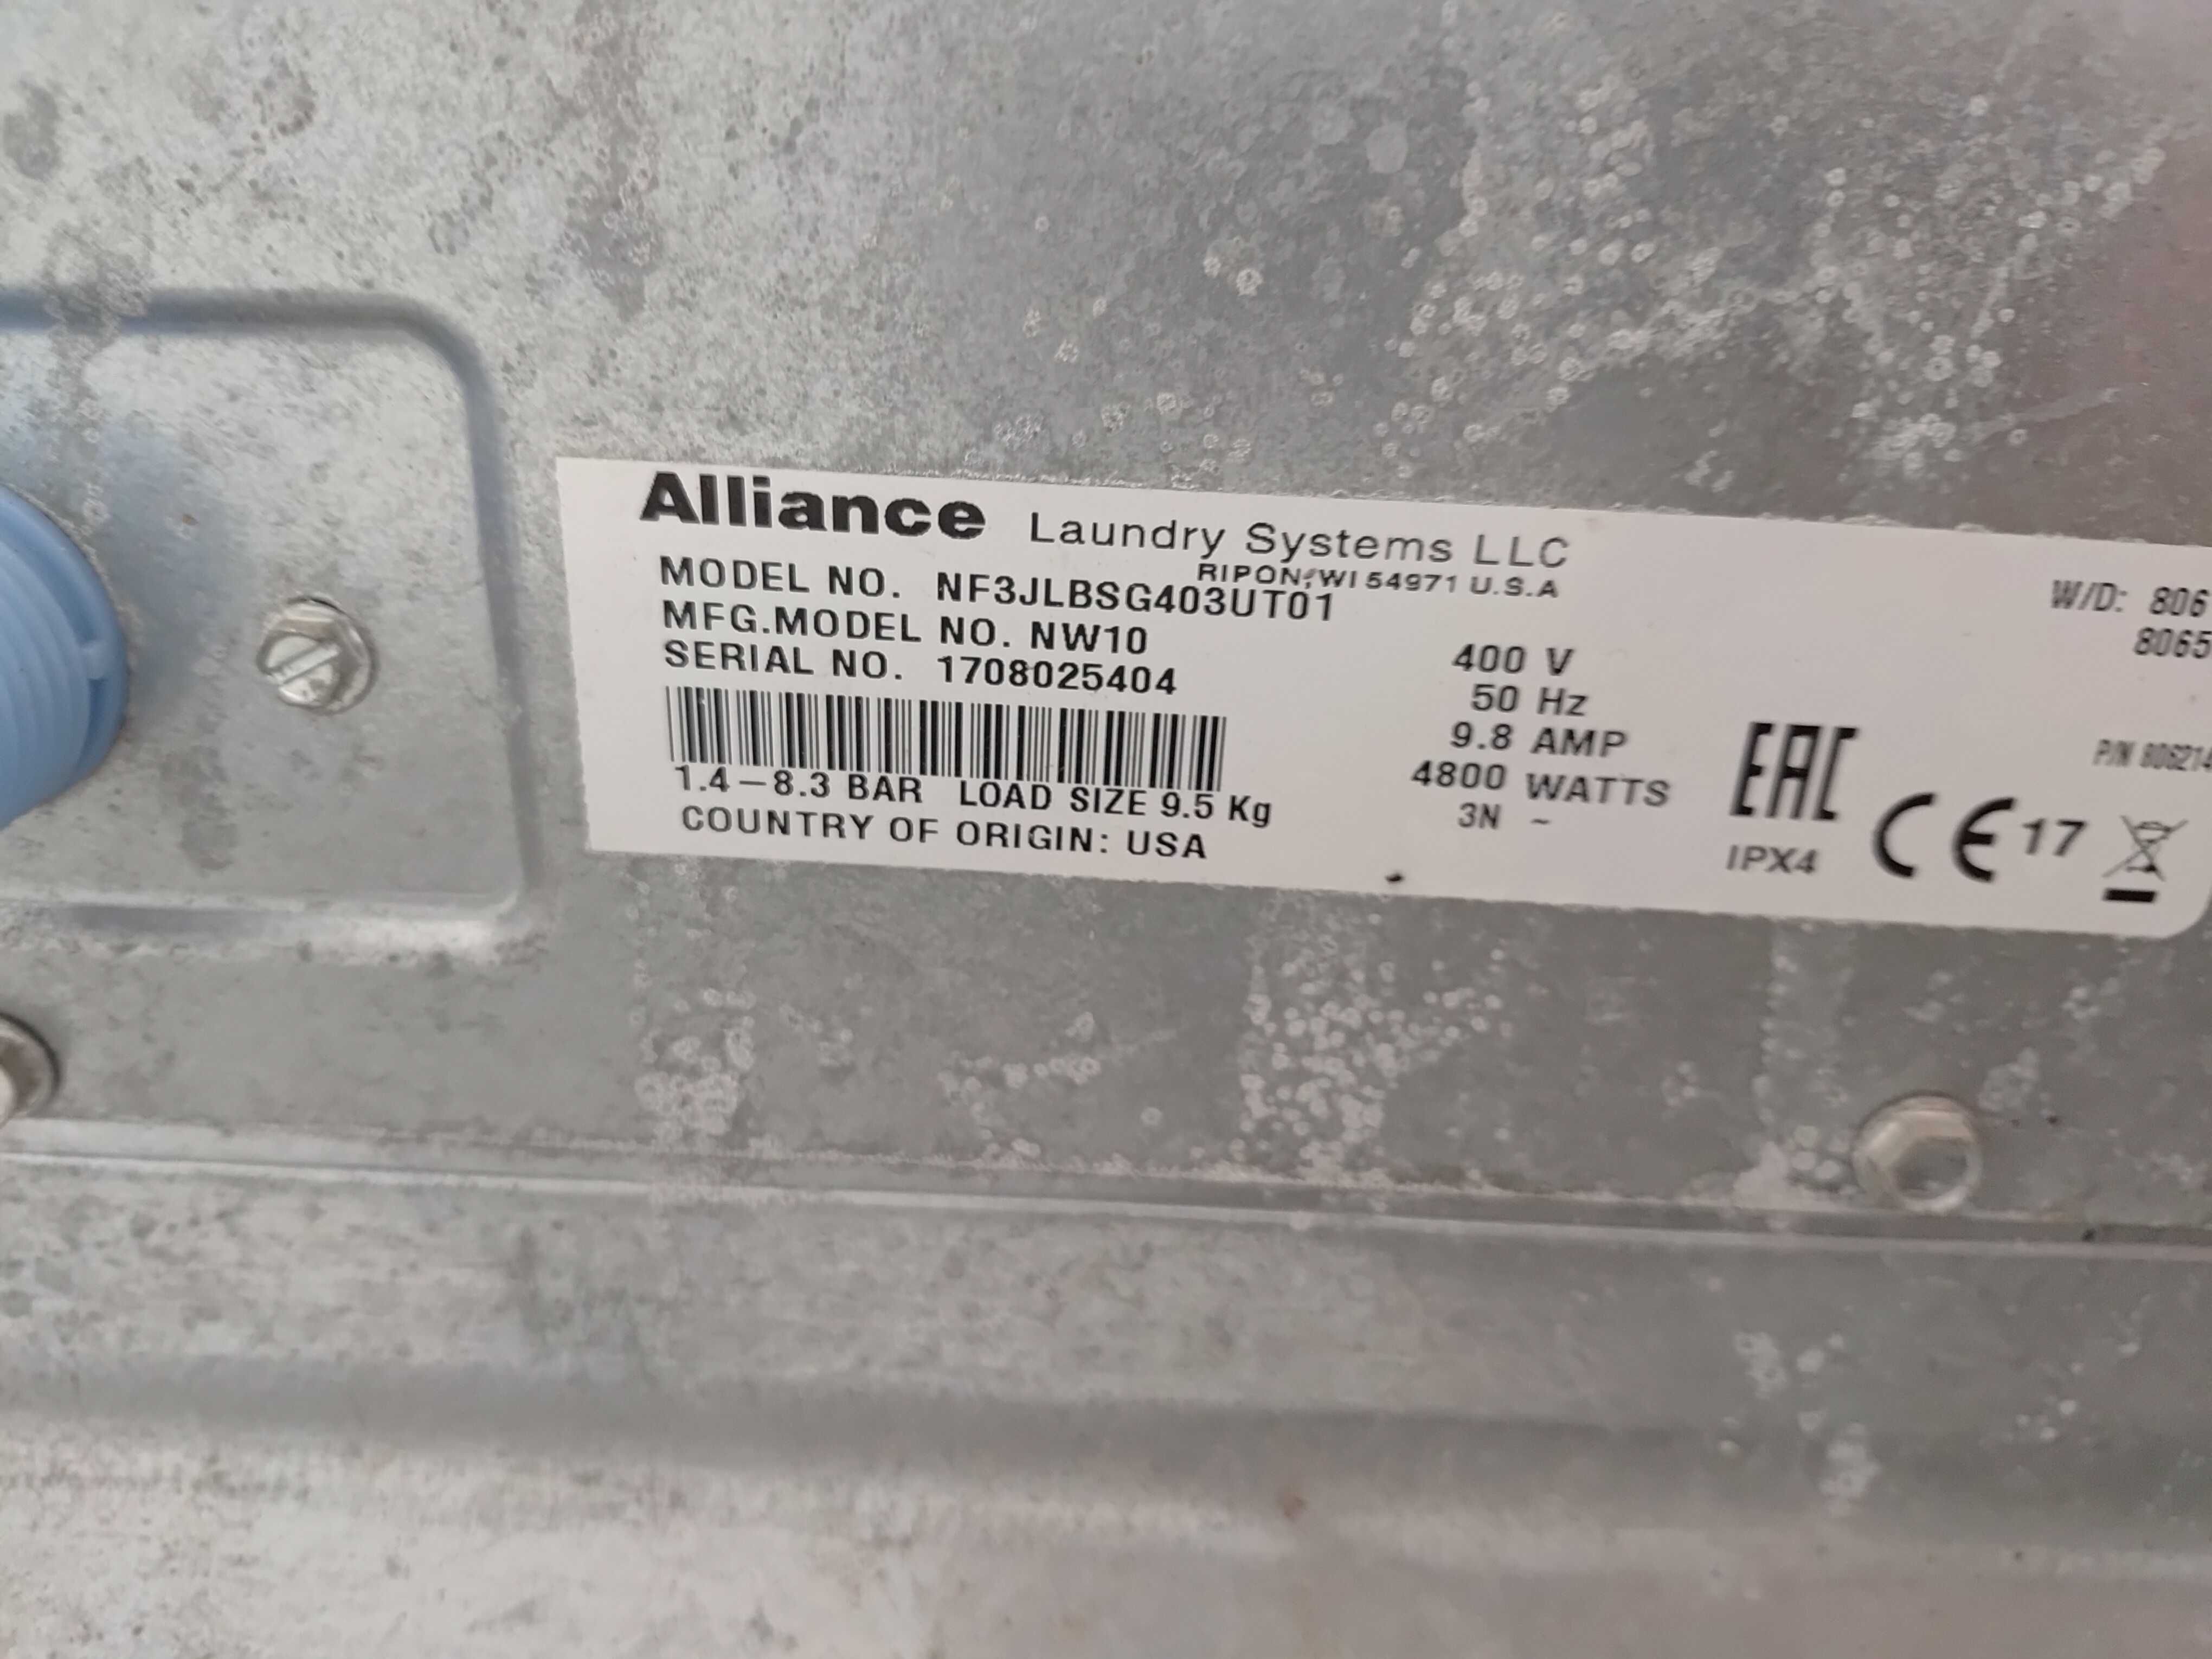 Alliance Laundry Systems LLC
RIPON, WI 54971 U.S.A
MODEL NO. NF3JLBSG403UT01
MFG.MODEL NO. NW10
SERIAL NO. 1708025404
1.4–8.3 BAR LOAD SIZE 9.5 Kg
COUNTRY OF ORIGIN: USA
400 V
50 Hz
9.8 AMP
4800 WATTS
3N ~
EAC
IPX4
CE 17
W/D: 806
8065
P/N 806214